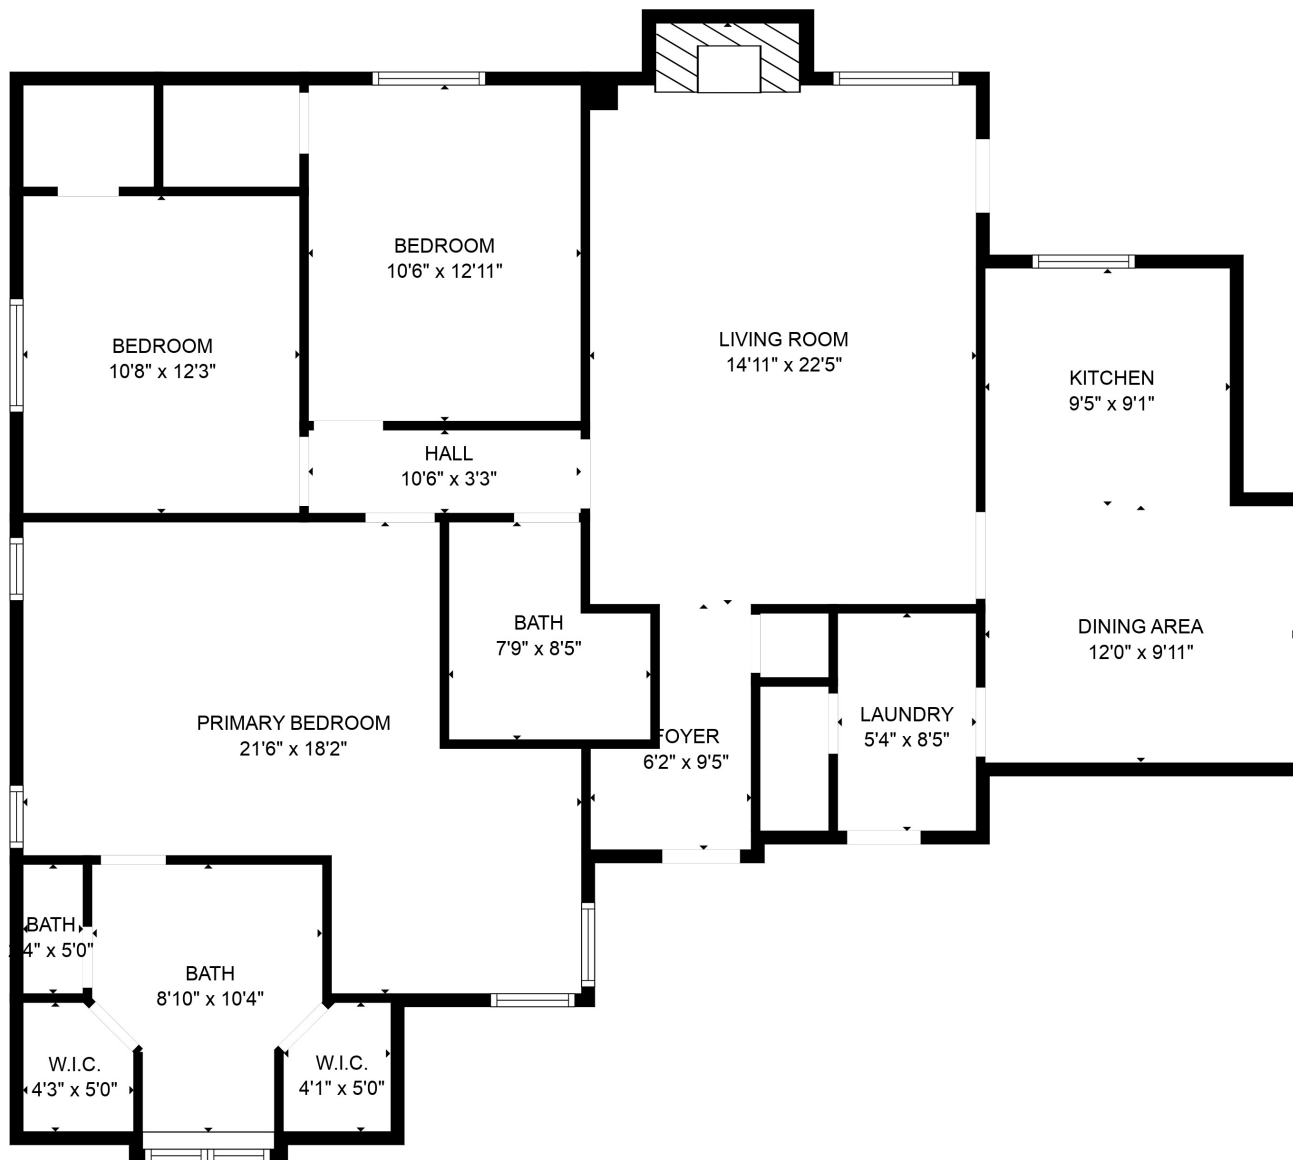 BEDROOM
10'6" x 12'11"
BEDROOM
10'8" x 12'3"
LIVING ROOM
14'11" x 22'5"
KITCHEN
9'5" x 9'1"
HALL
10'6" x 3'3"
BATH
7'9" x 8'5"
DINING AREA
12'0" x 9'11"
PRIMARY BEDROOM
21'6" x 18'2"
FOYER
6'2" x 9'5"
LAUNDRY
5'4" x 8'5"
BATH
4" x 5'0"
BATH
8'10" x 10'4"
W.I.C.
4'3" x 5'0"
W.I.C.
4'1" x 5'0"